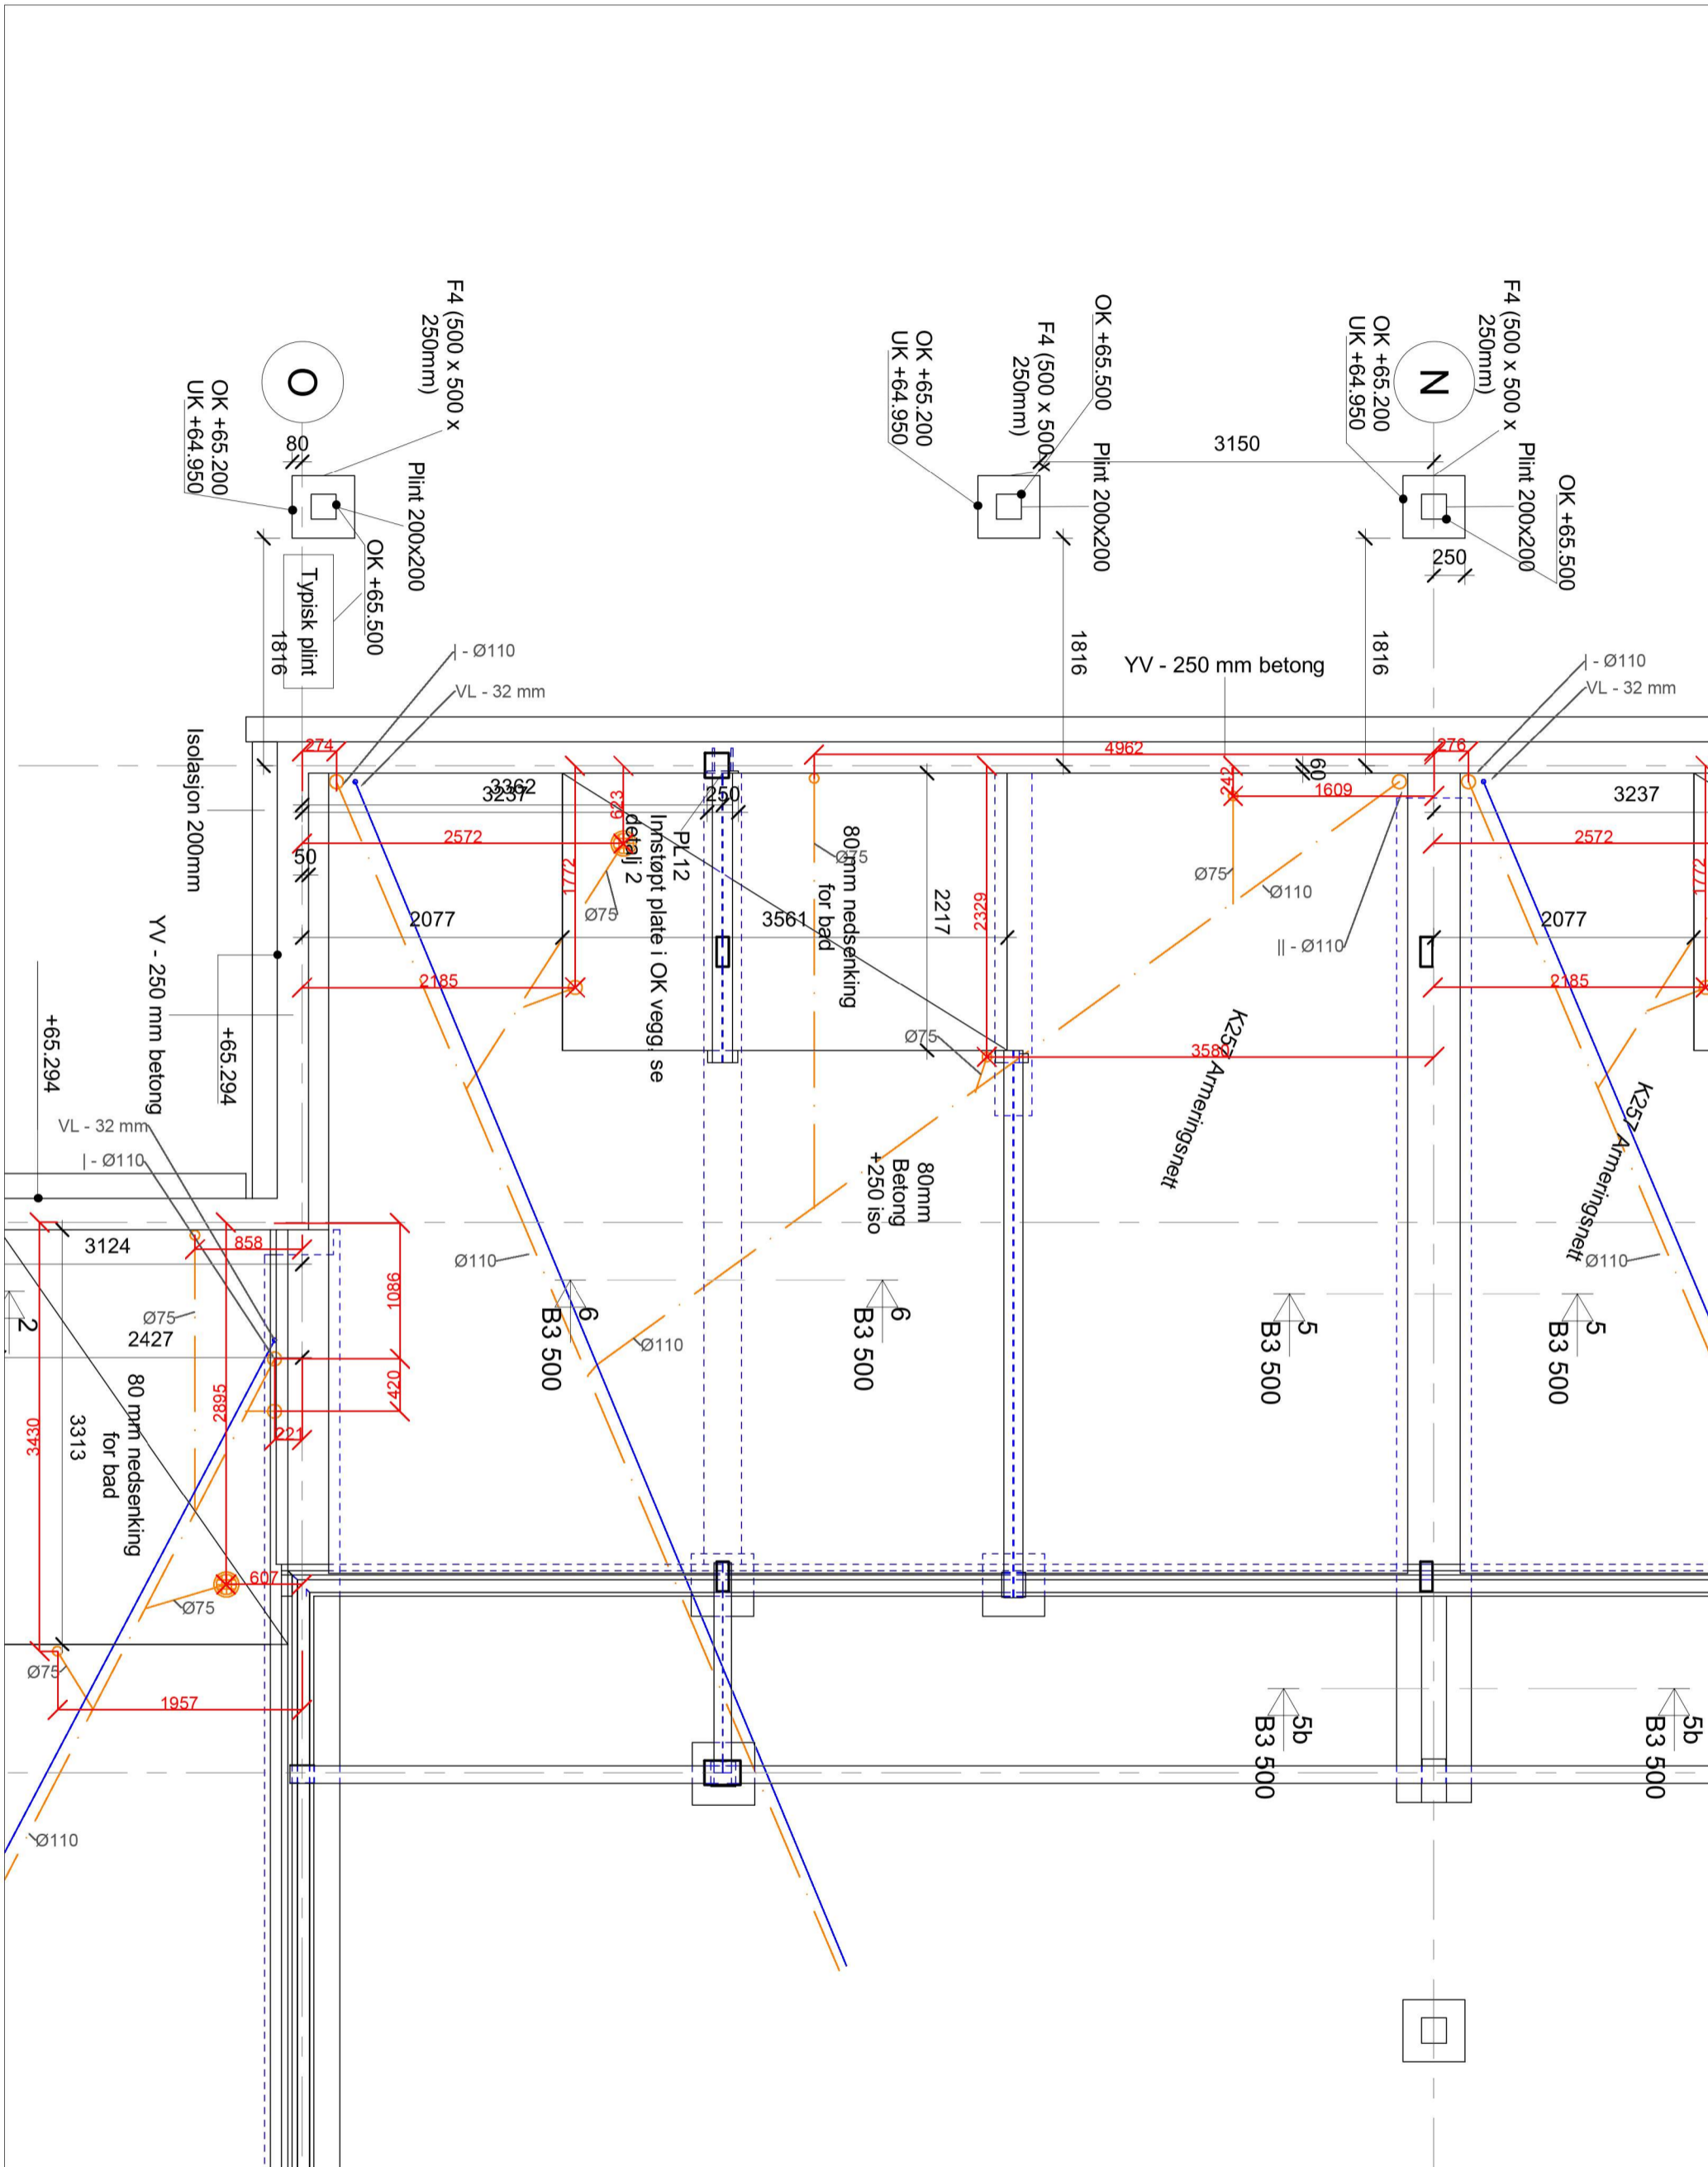 F4 (500 x 500 x
250mm)
O
OK +65.200
UK +64.950
80
Plint 200x200
OK +65.500
Typisk plint
1816
OK +65.500
F4 (500 x 500 x
250mm)
OK +65.200
UK +64.950
Plint 200x200
3150
1816
F4 (500 x 500 x
250mm)
N
OK +65.200
UK +64.950
Plint 200x200
OK +65.500
250
1816
YV - 250 mm betong
I - Ø110
VL - 32 mm
I - Ø110
VL - 32 mm
Isolasjon 200mm
274
3362
3237
250
623
2572
50
1772
Ø75
2077
2185
PL12
Innstøpt plate i OK vegg, se
detalj 2
3561
80mm nedsenking
for bad
Ø75
2217
2329
4962
60
242
1609
276
Ø75
Ø110
II - Ø110
3237
2572
1772
2077
2185
Ø75
3580
K257 Armeringsnett
K257 Armeringsnett
YV - 250 mm betong
+65.294
+65.294
VL - 32 mm
I - Ø110
80mm
Betong
+250 iso
Ø110
Ø110
Ø110
3124
858
1086
Ø75
2427
2
420
2895
221
3430
3313
80 mm nedsenking
for bad
607
Ø75
Ø75
1957
Ø110
6
B3 500
6
B3 500
5
B3 500
5
B3 500
5b
B3 500
5b
B3 500